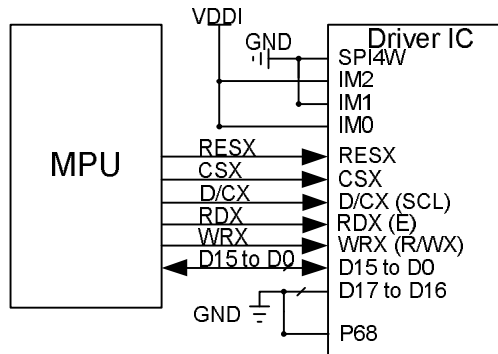 VDDI
GND
Driver IC
SPI4W
IM2
IM1
IM0
MPU
RESX
RESX
CSX
CSX
D/CX
D/CX (SCL)
RDX
RDX (E)
WRX
WRX (R/WX)
D15 to D0
D15 to D0
D17 to D16
GND
P68